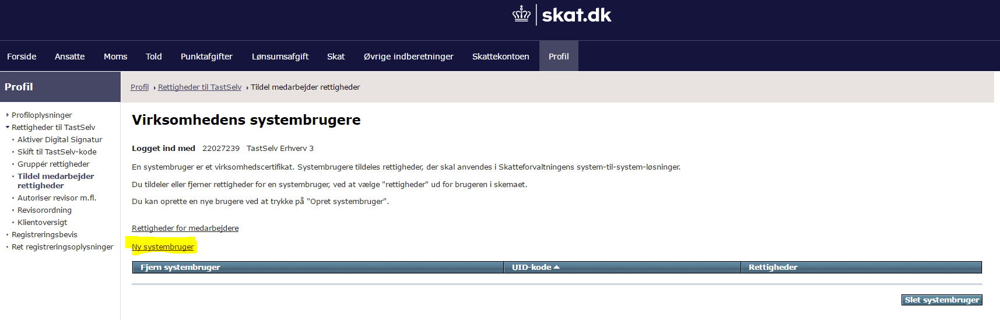 skat.dk
Forside Ansatte Moms Told Punktafgifter Lønsumsafgift Skat Øvrige indberetninger Skattekontoen Profil
Profil
Profiloplysninger
Rettigheder til TastSelv
Aktiver Digital Signatur
Skift til TastSelv-kode
Gruppér rettigheder
Tildel medarbejder
rettigheder
Autoriser revisor m.fl.
Revisorordning
Klientoversigt
Registreringsbevis
Ret registreringsoplysninger
Profil Rettigheder til TastSelv Tildel medarbejder rettigheder
Virksomhedens systembrugere
Logget ind med 22027239 TastSelv Erhverv 3
En systembruger er et virksomhedscertifikat. Systembrugere tildeles rettigheder, der skal anvendes i Skatteforvaltningens system-til-system-løsninger.
Du tildeler eller fjerner rettigheder for en systembruger, ved at vælge "rettigheder" ud for brugeren i skemaet.
Du kan oprette en nye brugere ved at trykke på "Opret systembruger".
Rettigheder for medarbejdere
Ny systembruger
Fjern systembruger UID-kode Rettigheder
Slet systembruger